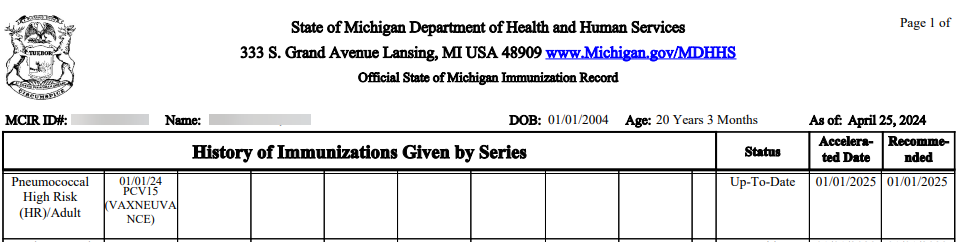 State of Michigan Department of Health and Human Services
Page 1 of
333 S. Grand Avenue Lansing, MI USA 48909 www.Michigan.gov/MDHHS
Official State of Michigan Immunization Record
TUEBOR
CIRCUMSPICE
MCIR ID#: Name: DOB: 01/01/2004 Age: 20 Years 3 Months As of: April 25, 2024
History of Immunizations Given by Series
Status
Accelera-
ted Date
Recomme-
nded
Pneumococcal
High Risk
(HR)/Adult
01/01/24
PCV15
(VAXNEUVA
NCE)
Up-To-Date
01/01/2025
01/01/2025